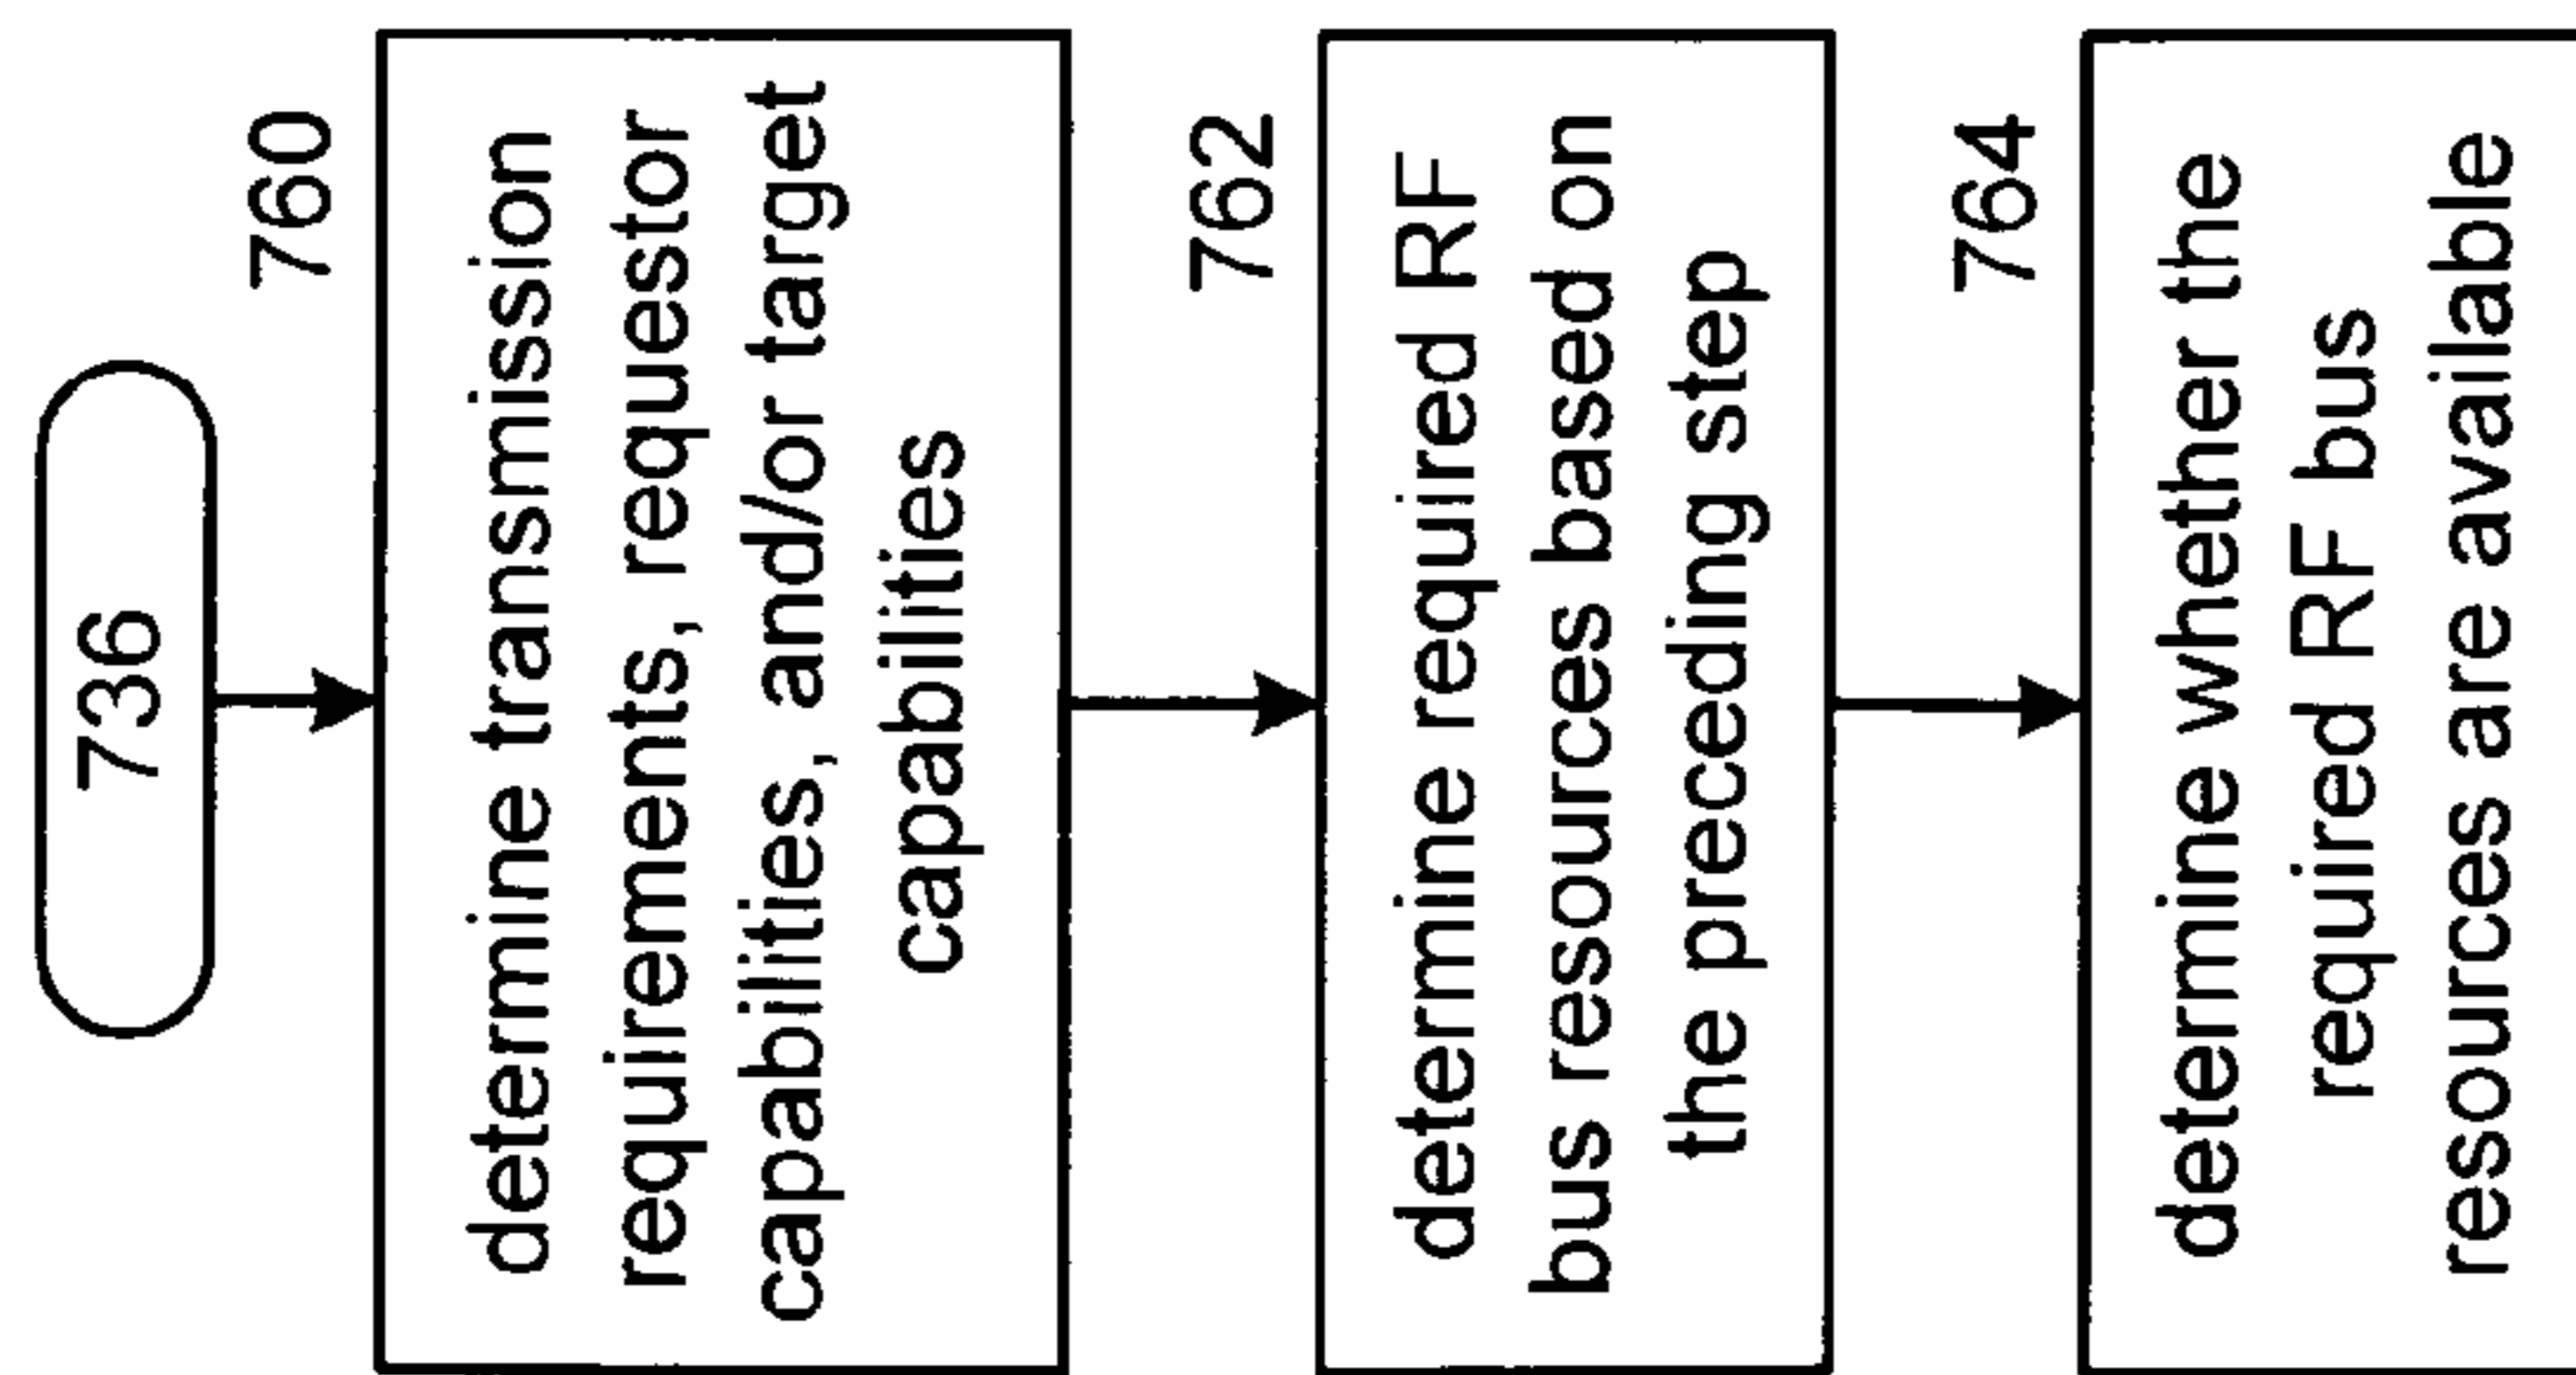 736
760
determine transmission
requirements, requestor
capabilities, and/or target
capabilities
762
determine required RF
bus resources based on
the preceding step
764
determine whether the
required RF bus
resources are available